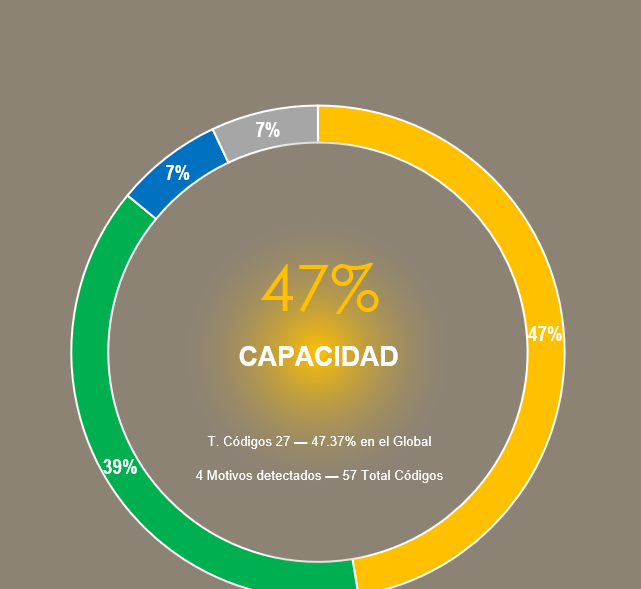 7%
7%
47%
47%
CAPACIDAD
T. Códigos 27 — 47.37% en el Global
39%
4 Motivos detectados — 57 Total Códigos